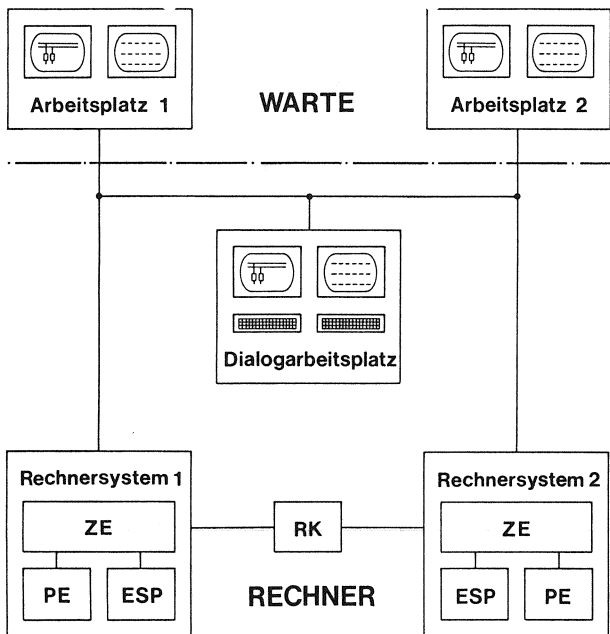 Arbeitsplatz 1
WARTE
Arbeitsplatz 2
Dialogarbeitsplatz
Rechnersystem 1
Rechnersystem 2
ZE
RK
ZE
PE
ESP
RECHNER
ESP
PE